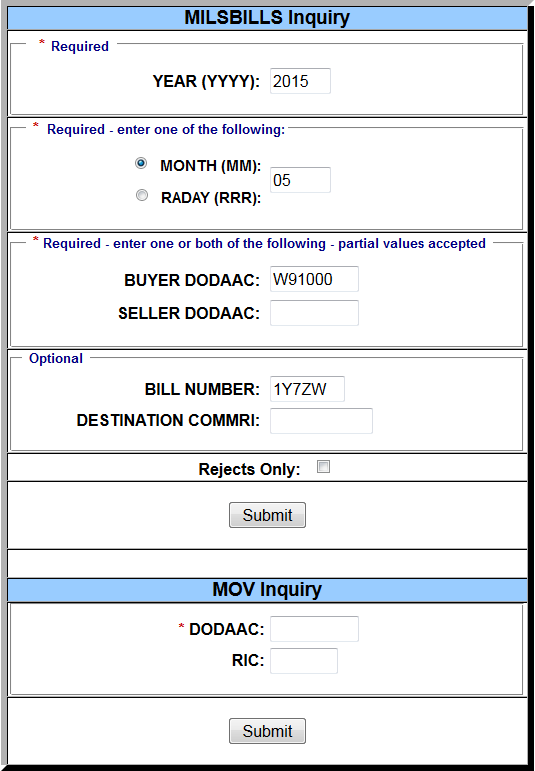 MILSBILLS Inquiry
* Required
YEAR (YYYY): 2015
* Required - enter one of the following:
MONTH (MM):
05
RADAY (RRR):
* Required - enter one or both of the following - partial values accepted
BUYER DODAAC: W91000
SELLER DODAAC:
Optional
BILL NUMBER: 1Y7ZW
DESTINATION COMMRI:
Rejects Only:
Submit
MOV Inquiry
* DODAAC:
RIC:
Submit